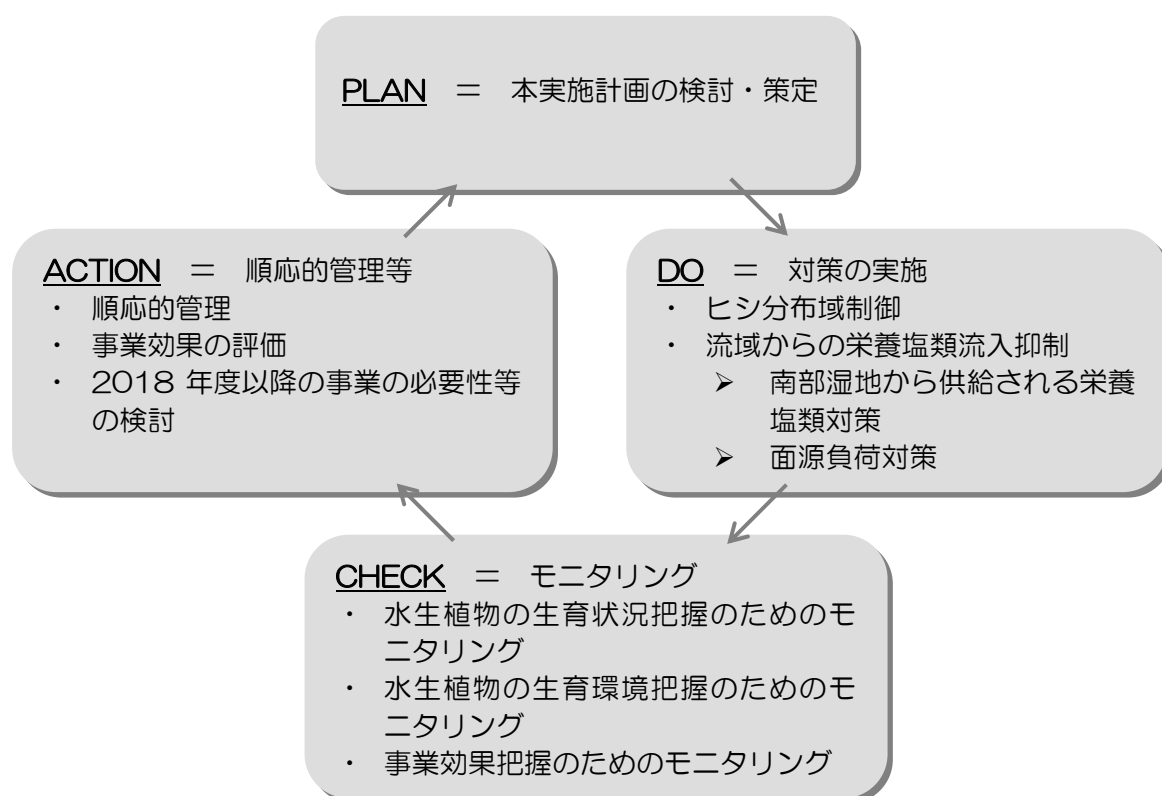 PLAN ＝ 本実施計画の検討・策定
ACTION ＝ 順応的管理等
・ 順応的管理
・ 事業効果の評価
・ 2018 年度以降の事業の必要性等
の検討
DO ＝ 対策の実施
・ ヒシ分布域制御
・ 流域からの栄養塩類流入抑制
➢ 南部湿地から供給される栄養
塩類対策
➢ 面源負荷対策
CHECK ＝ モニタリング
・ 水生植物の生育状況把握のためのモ
ニタリング
・ 水生植物の生育環境把握のためのモ
ニタリング
・ 事業効果把握のためのモニタリング